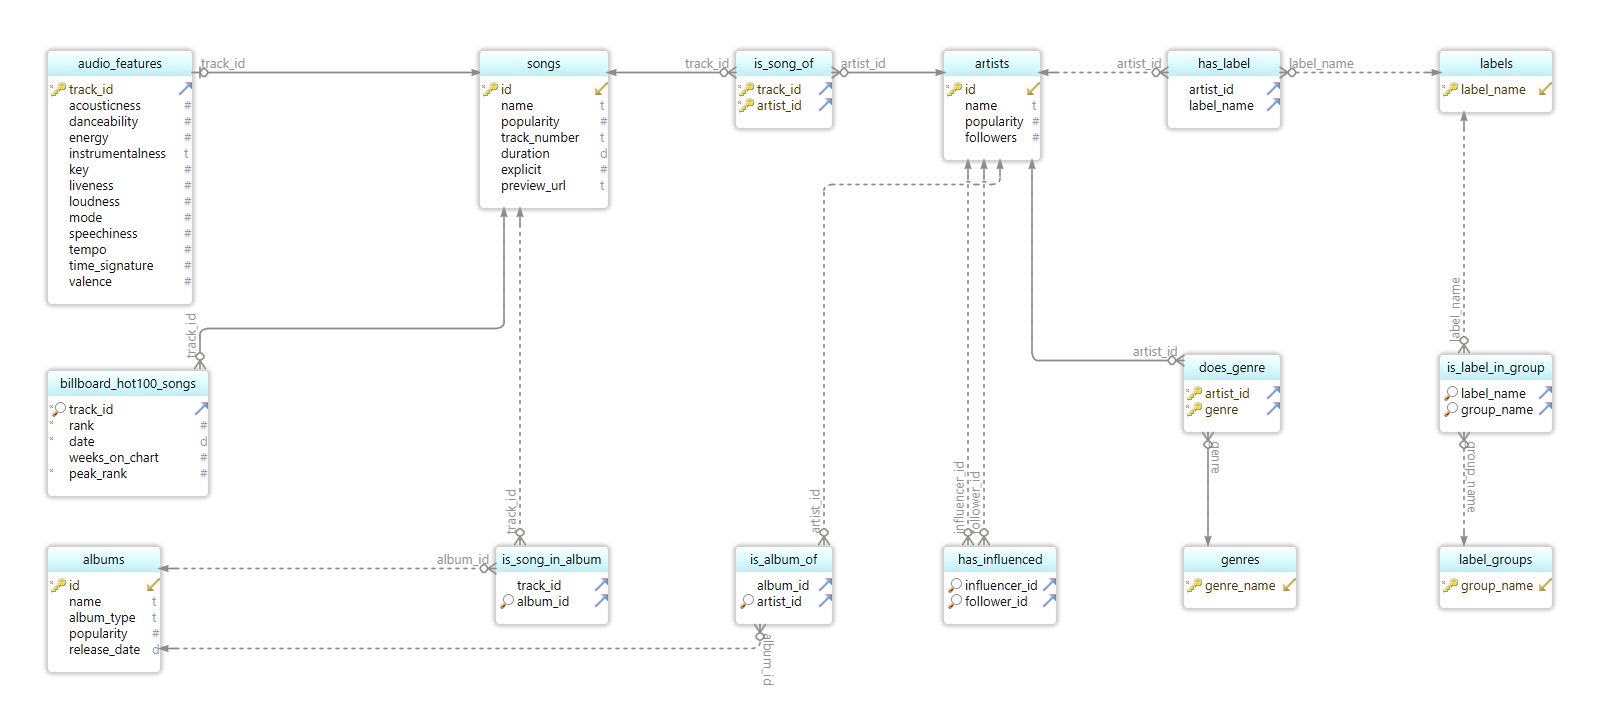 audio_features
track_id
acousticness #
danceability #
energy #
instrumentalness t
key #
liveness #
loudness #
mode #
speechiness #
tempo #
time_signature #
valence #
track_id
songs
id
name t
popularity #
track_number t
duration d
explicit #
preview_url t
track_id
is_song_of
track_id
artist_id
artist_id
artists
id
name t
popularity #
followers #
artist_id
has_label
artist_id
label_name
label_name
labels
label_name
track_id
billboard_hot100_songs
track_id
rank #
date d
weeks_on_chart #
peak_rank #
artist_id
does_genre
artist_id
genre
genre
label_name
is_label_in_group
label_name
group_name
group_name
albums
id
name t
album_type t
popularity #
release_date d
album_id
track_id
is_song_in_album
track_id
album_id
artist_id
is_album_of
album_id
artist_id
album_id
influencer_id
follower_id
has_influenced
influencer_id
follower_id
genres
genre_name
label_groups
group_name